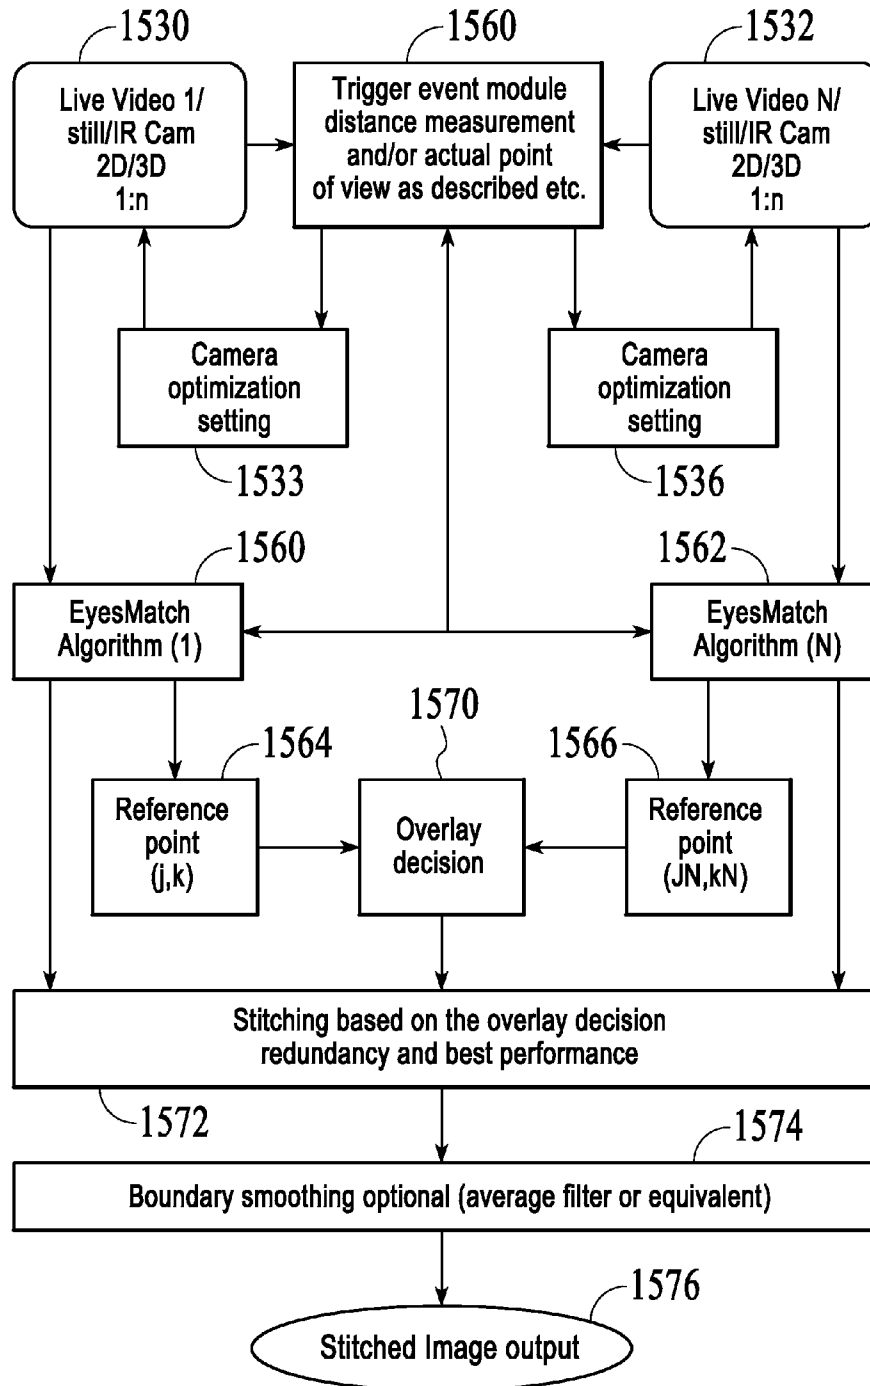 1530
1560
1532
Live Video 1/
still/IR Cam
2D/3D
1:n
Trigger event module
distance measurement
and/or actual point
of view as described etc.
Live Video N/
still/IR Cam
2D/3D
1:n
Camera
optimization
setting
Camera
optimization
setting
1533
1536
1560
1562
EyesMatch
Algorithm (1)
EyesMatch
Algorithm (N)
1570
1564
1566
Reference
point
(j,k)
Overlay
decision
Reference
point
(JN,kN)
Stitching based on the overlay decision
redundancy and best performance
1572
1574
Boundary smoothing optional (average filter or equivalent)
1576
Stitched Image output